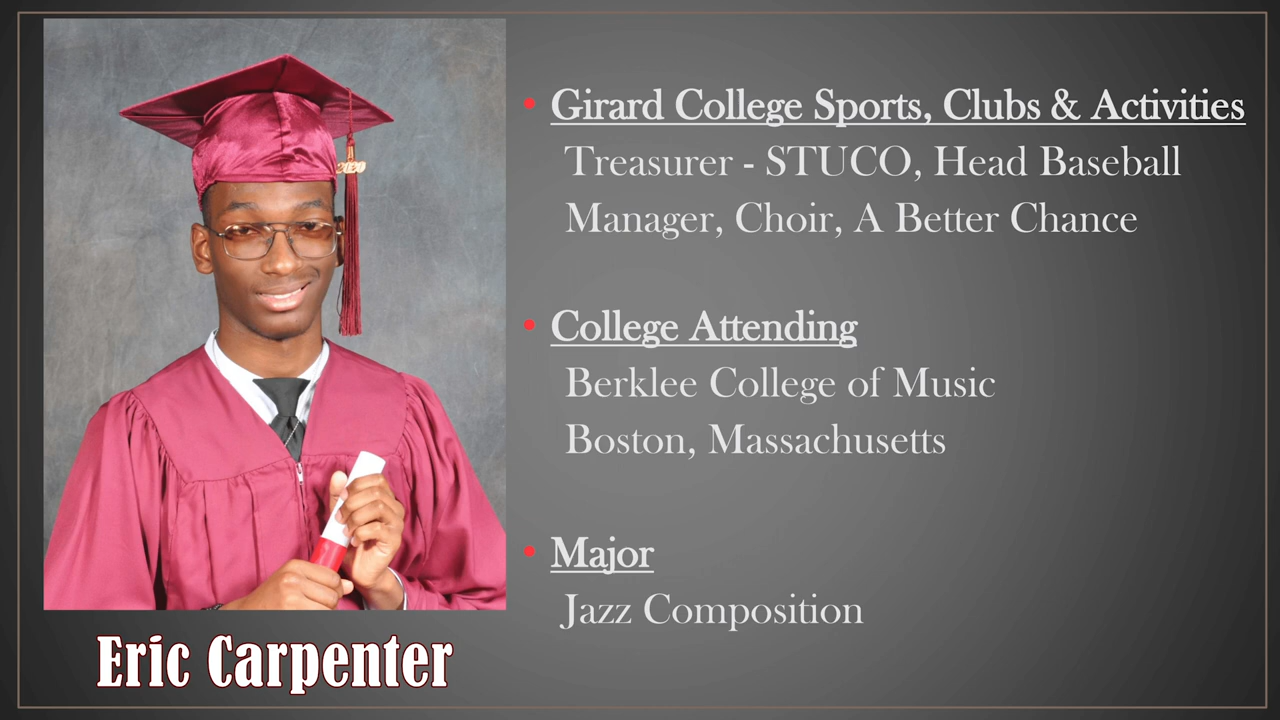 2020
Girard College Sports, Clubs & Activities
Treasurer - STUCO, Head Baseball
Manager, Choir, A Better Chance
College Attending
Berklee College of Music
Boston, Massachusetts
Major
Jazz Composition
Eric Carpenter